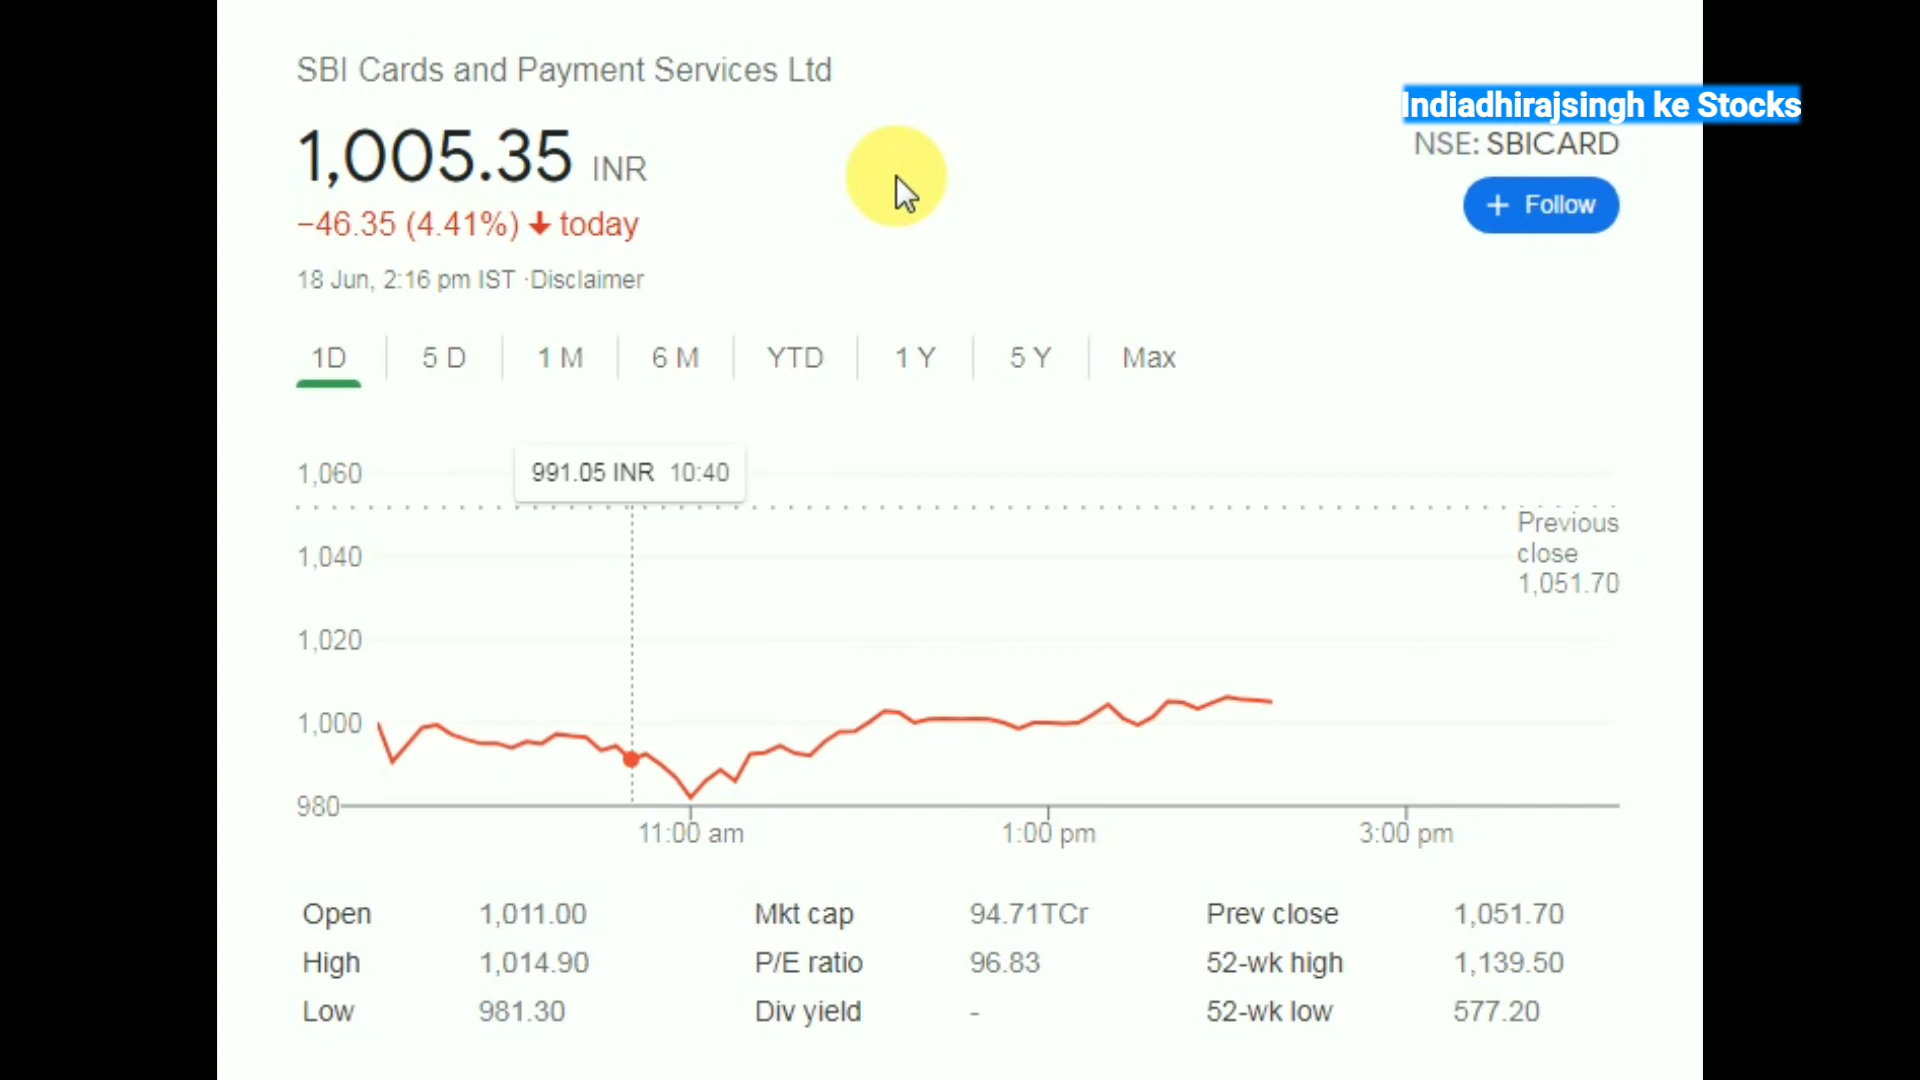 SBI Cards and Payment Services Ltd
Indiadhirajsingh ke Stocks
1,005.35 INR
NSE: SBICARD
−46.35 (4.41%) ↓ today
+ Follow
18 Jun, 2:16 pm IST ·Disclaimer
1D 5 D 1 M 6 M YTD 1 Y 5 Y Max
991.05 INR 10:40
1,060
1,040
1,020
1,000
980
Previous
close
1,051.70
11:00 am 1:00 pm 3:00 pm
Open 1,011.00 Mkt cap 94.71TCr Prev close 1,051.70
High 1,014.90 P/E ratio 96.83 52-wk high 1,139.50
Low 981.30 Div yield - 52-wk low 577.20